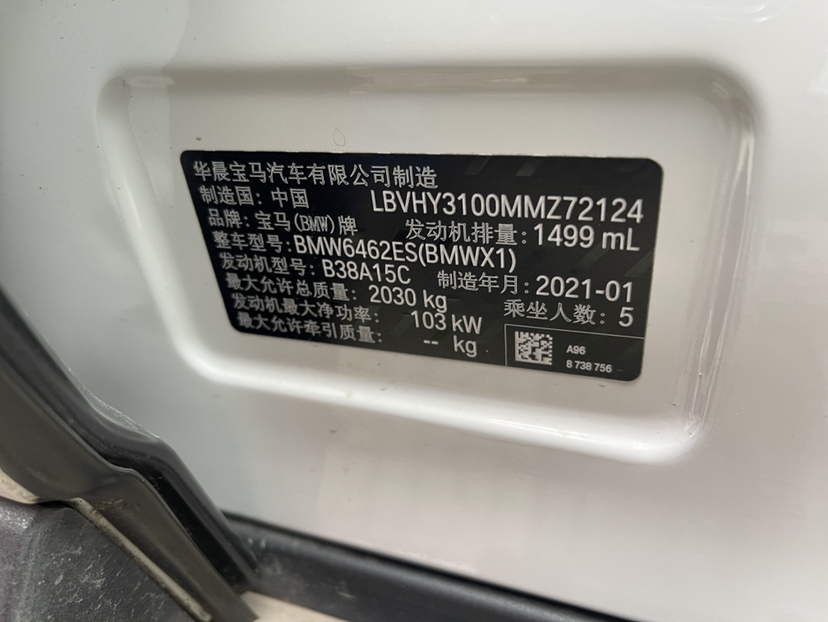 华晨宝马汽车有限公司制造
制造国: 中国 LBVHY3100MMZ72124
品牌: 宝马(BMW)牌 发动机排量: 1499 mL
整车型号: BMW6462ES(BMWX1)
发动机型号: B38A15C 制造年月: 2021-01
最大允许总质量: 2030 kg 乘坐人数: 5
发动机最大净功率: 103 kW
最大允许牵引质量: -- kg
A96
8 738 756